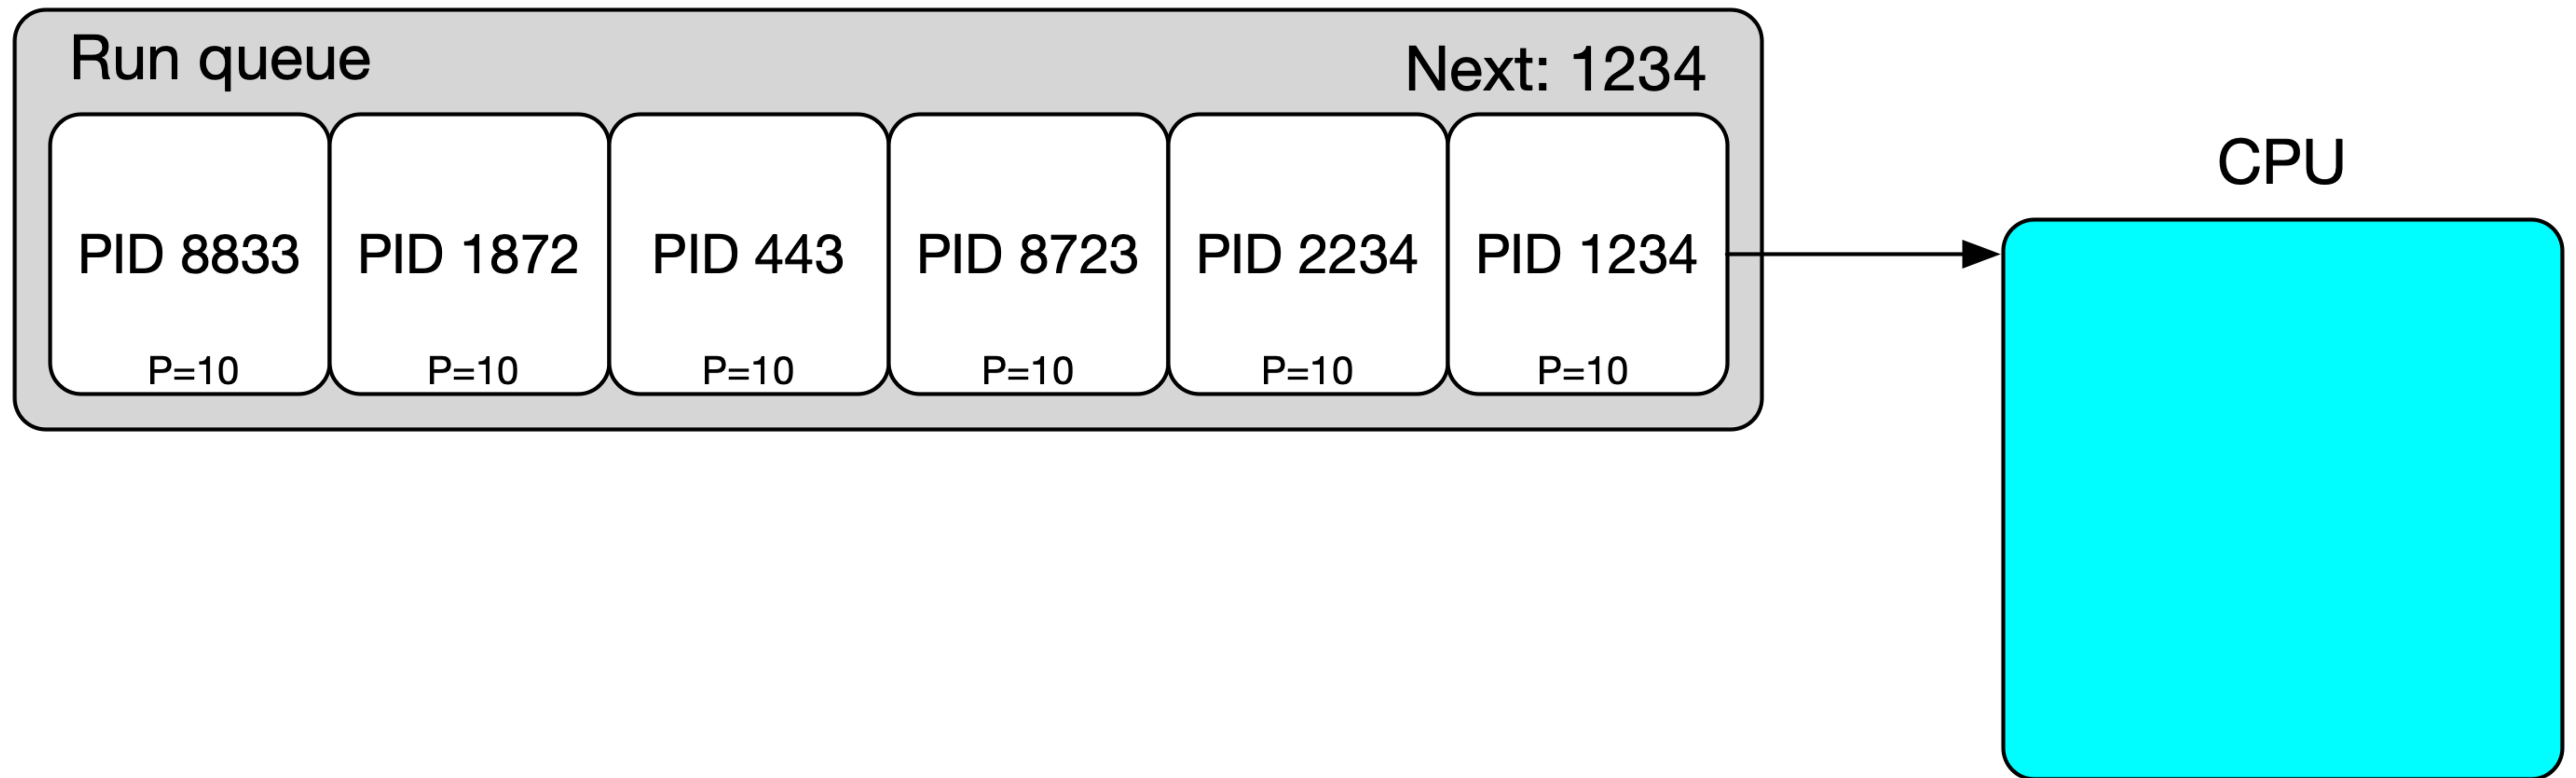 Run queue
Next: 1234
CPU
PID 8833
PID 1872
PID 443
PID 8723
PID 2234
PID 1234
P=10
P=10
P=10
P=10
P=10
P=10